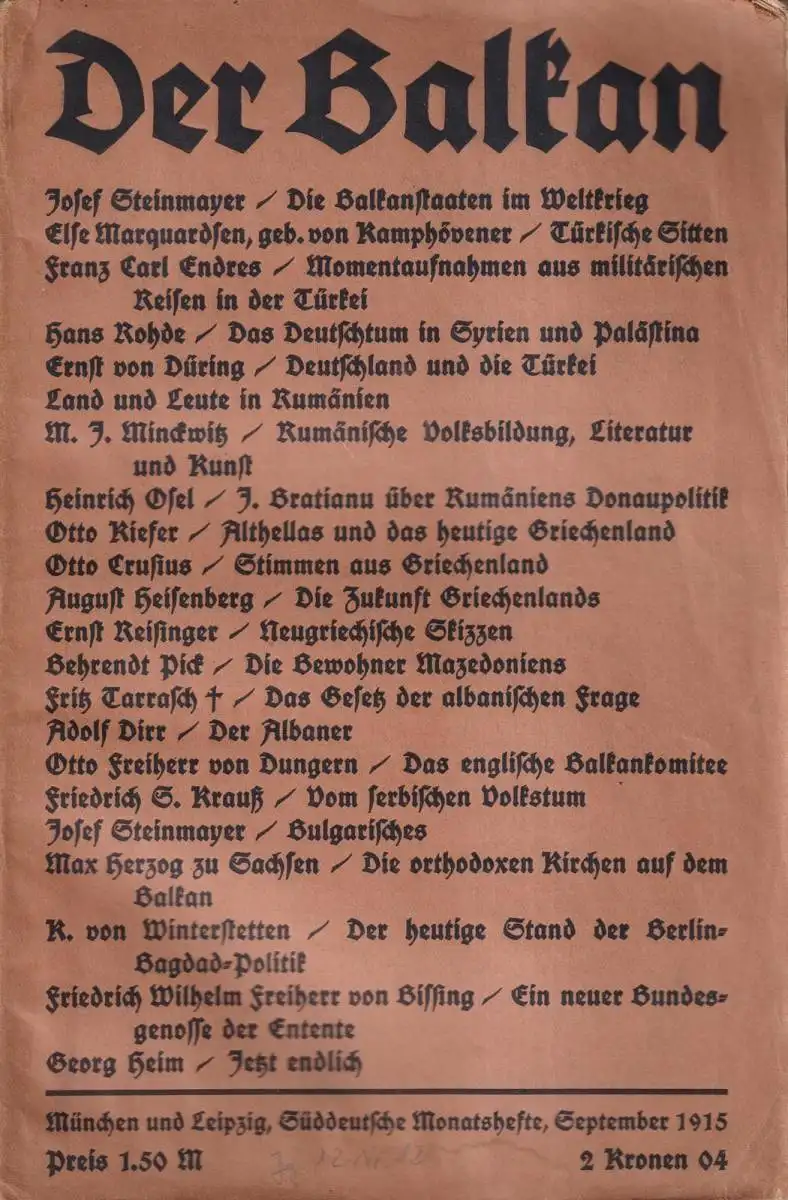 Der Balkan
Josef Steinmayer / Die Balkanstaaten im Weltkrieg
Else Marquardsen, geb. von Kamphövener / Türkische Sitten
Franz Carl Endres / Momentaufnahmen aus militärischen
Reisen in der Türkei
Hans Rohde / Das Deutschtum in Syrien und Palästina
Ernst von Düring / Deutschland und die Türkei
Land und Leute in Rumänien
M. J. Minckwitz / Rumänische Volksbildung, Literatur
und Kunst
Heinrich Osel / J. Bratianu über Rumäniens Donaupolitik
Otto Kiefer / Althellas und das heutige Griechenland
Otto Crusius / Stimmen aus Griechenland
August Heisenberg / Die Zukunft Griechenlands
Ernst Reisinger / Neugriechische Skizzen
Behrendt Pick / Die Bewohner Mazedoniens
Fritz Tarrasch † / Das Gesetz der albanischen Frage
Adolf Dirr / Der Albaner
Otto Freiherr von Dungern / Das englische Balkankomitee
Friedrich S. Krauß / Vom serbischen Volkstum
Josef Steinmayer / Bulgarisches
Max Herzog zu Sachsen / Die orthodoxen Kirchen auf dem
Balkan
K. von Winterstetten / Der heutige Stand der Berlin-
Bagdad-Politik
Friedrich Wilhelm Freiherr von Bissing / Ein neuer Bundes-
genosse der Entente
Georg Heim / Jetzt endlich
München und Leipzig, Süddeutsche Monatshefte, September 1915
Preis 1.50 M 2 Kronen 04